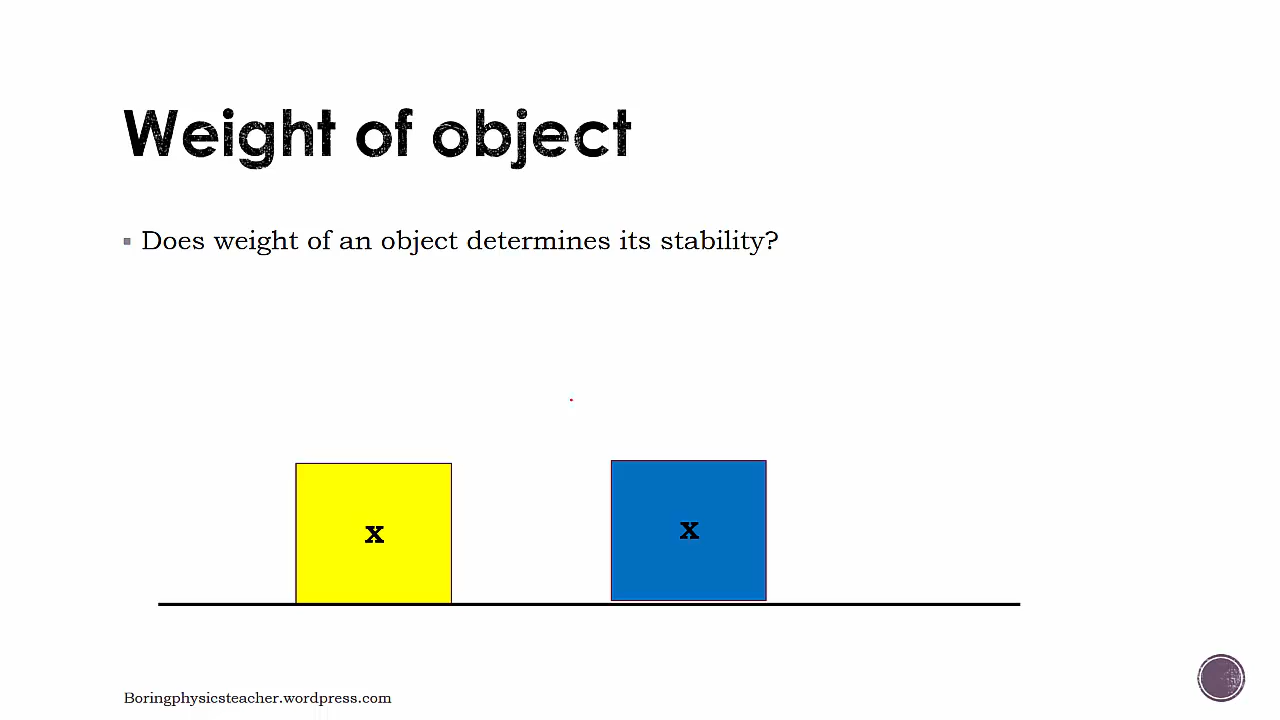 Weight of object
Does weight of an object determines its stability?
x
x
Boringphysicsteacher.wordpress.com